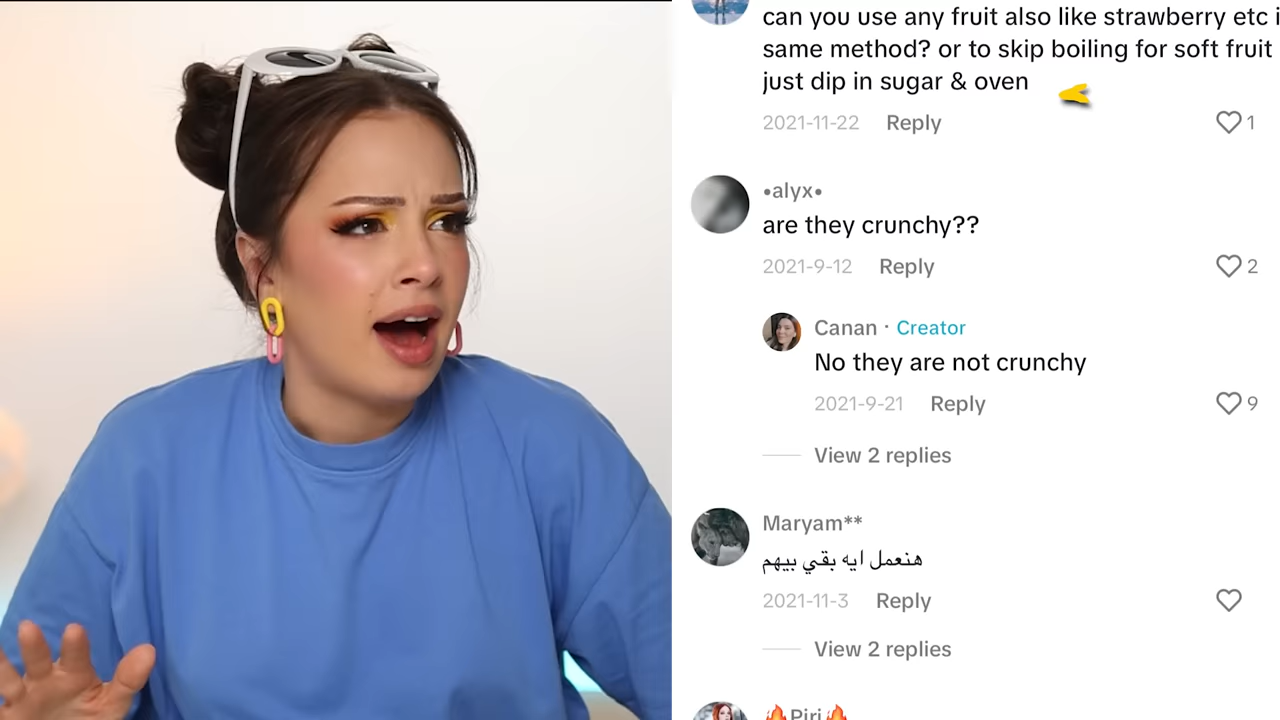 can you use any fruit also like strawberry etc i
same method? or to skip boiling for soft fruit
just dip in sugar & oven
2021-11-22 Reply 1
•alyx•
are they crunchy??
2021-9-12 Reply 2
Canan · Creator
No they are not crunchy
2021-9-21 Reply 9
View 2 replies
Maryam**
هنعمل ايه بقي بيهم
2021-11-3 Reply
View 2 replies
🔥Piri🔥